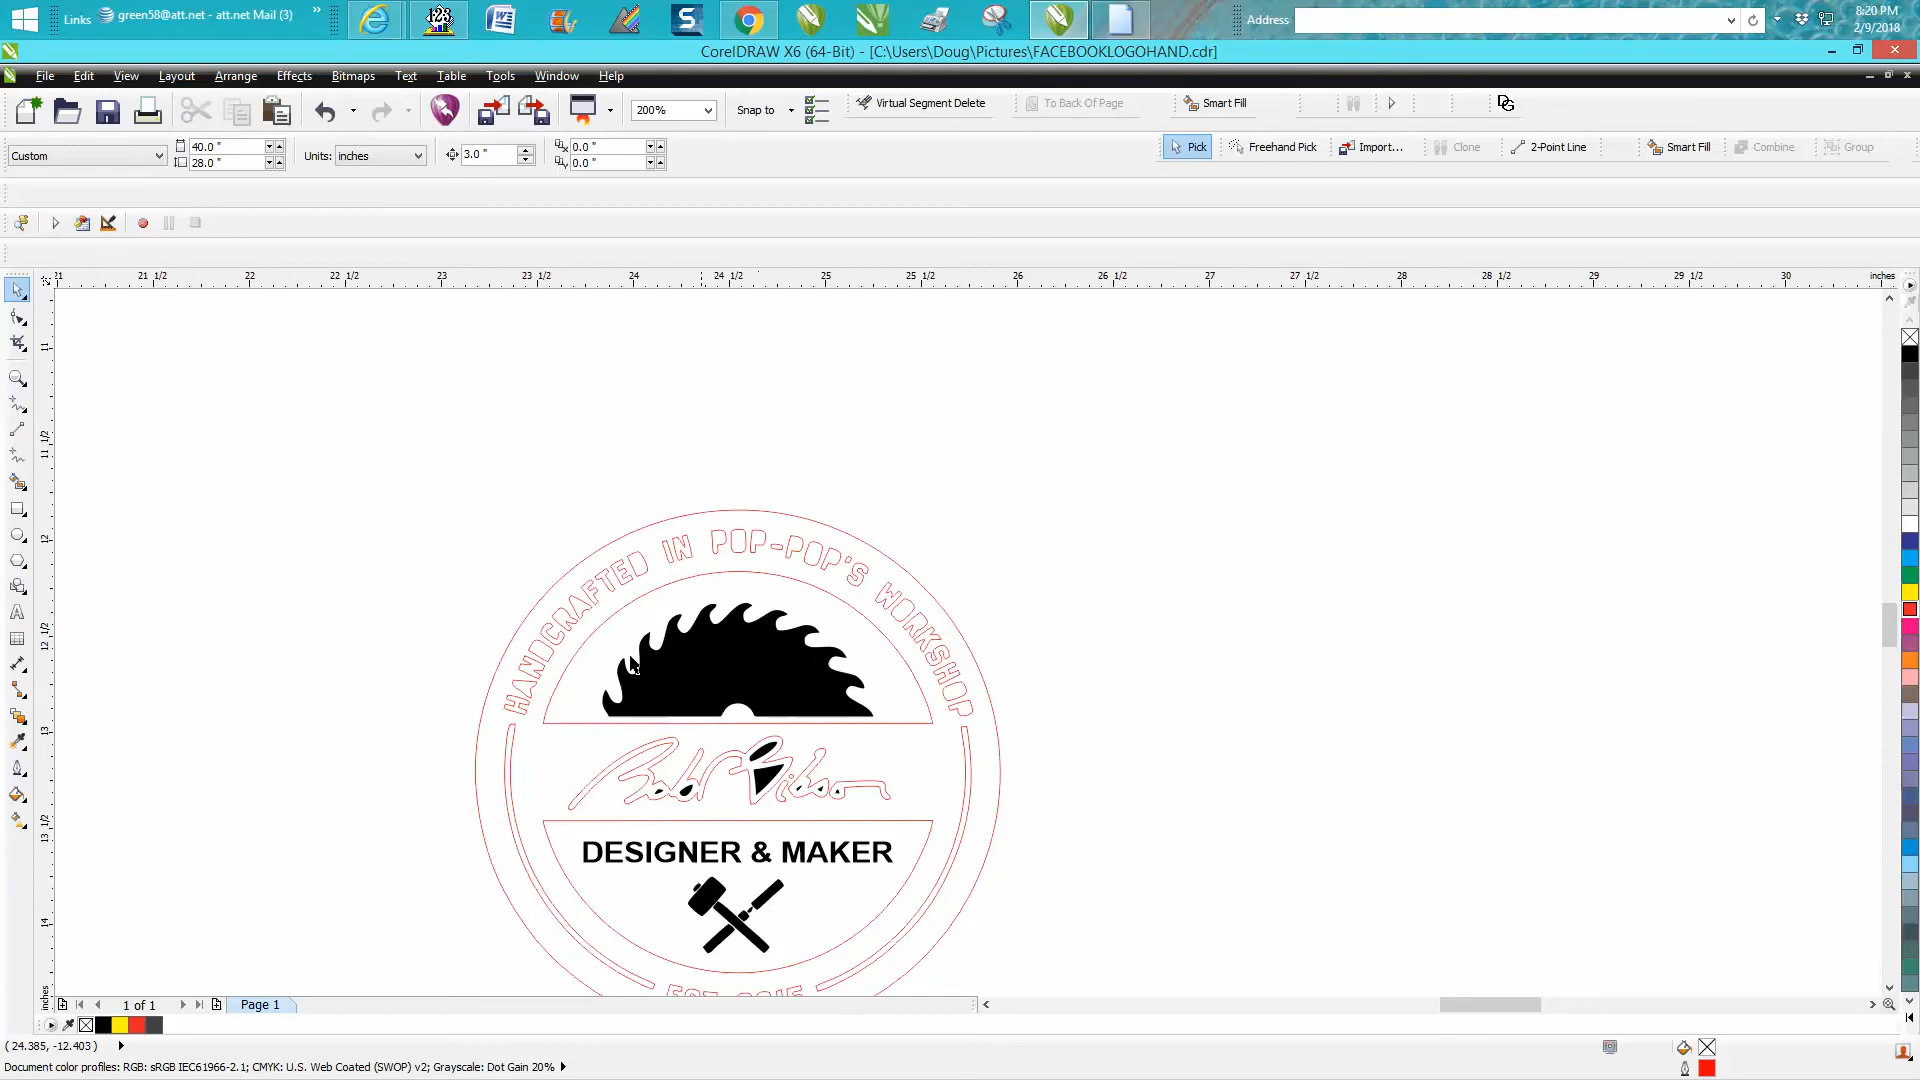 Links green58@att.net - att.net Mail (3) » Address 8:20 PM
2/9/2018
CorelDRAW X6 (64-Bit) - [C:\Users\Doug\Pictures\FACEBOOKLOGOHAND.cdr]
File Edit View Layout Arrange Effects Bitmaps Text Table Tools Window Help
200% Snap to Virtual Segment Delete To Back Of Page Smart Fill
Custom 40.0 " 28.0 " Units: inches 3.0 " 0.0 " 0.0 " Pick Freehand Pick Import... Clone 2-Point Line Smart Fill Combine Group
21 21 1/2 22 22 1/2 23 23 1/2 24 24 1/2 25 25 1/2 26 26 1/2 27 27 1/2 28 28 1/2 29 29 1/2 30 inches
11
11 1/2
12
12 1/2
13
13 1/2
14
inches
HANDCRAFTED IN POP-POP'S WORKSHOP
DESIGNER & MAKER
1 of 1 Page 1
( 24.385, -12.403 )
Document color profiles: RGB: sRGB IEC61966-2.1; CMYK: U.S. Web Coated (SWOP) v2; Grayscale: Dot Gain 20%